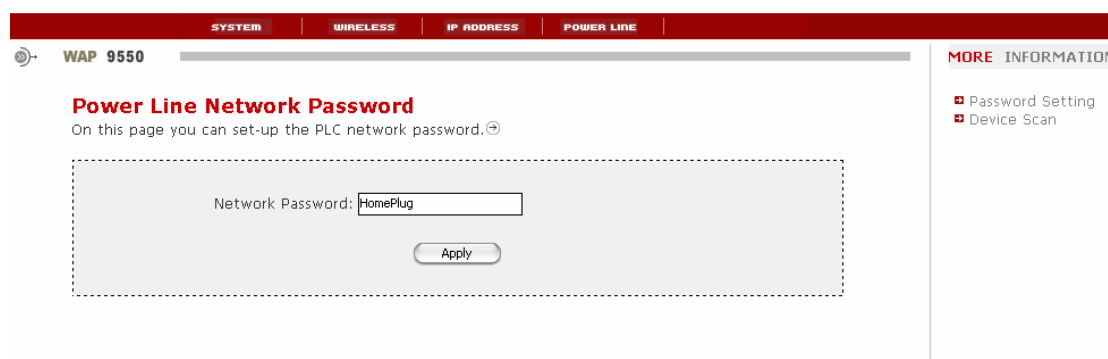 SYSTEM WIRELESS IP ADDRESS POWER LINE
WAP 9550
MORE INFORMATION
Power Line Network Password
On this page you can set-up the PLC network password.
Network Password: HomePlug
Apply
Password Setting
Device Scan